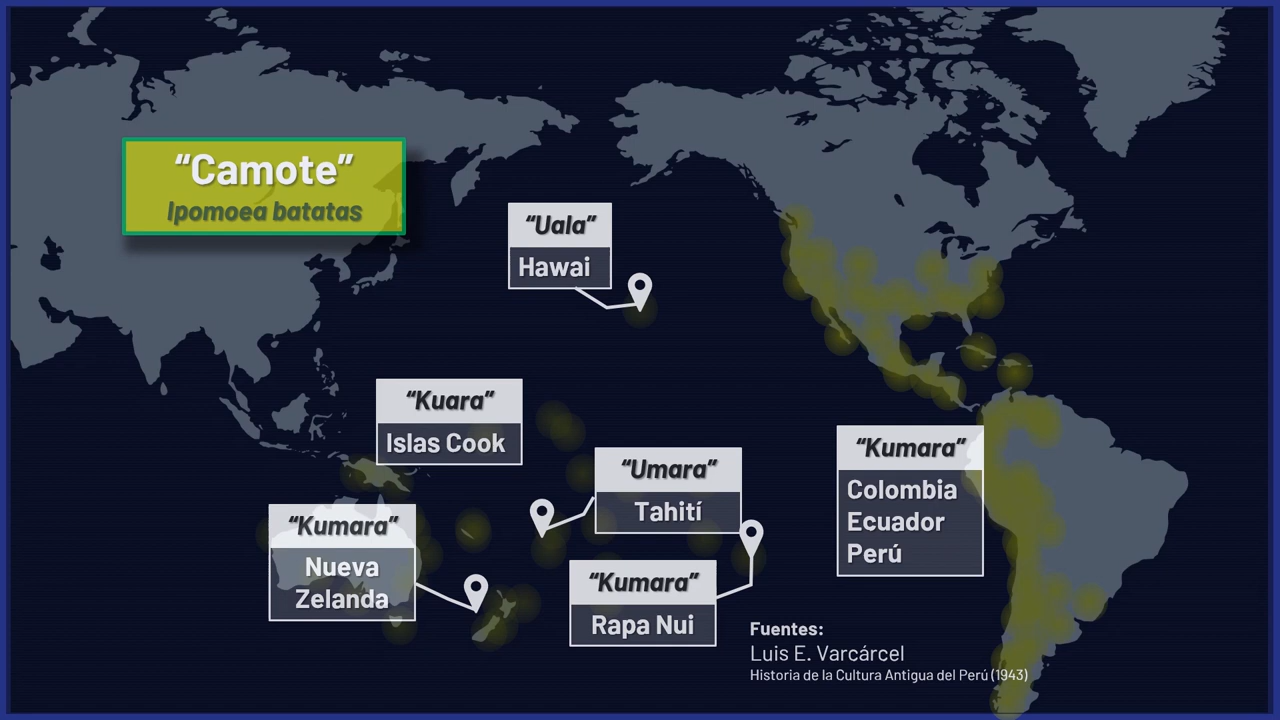 “Camote”
Ipomoea batatas
“Uala”
Hawai
“Kuara”
Islas Cook
“Umara”
Tahití
“Kumara”
Colombia
Ecuador
Perú
“Kumara”
Nueva
Zelanda
“Kumara”
Rapa Nui
Fuentes:
Luis E. Varcárcel
Historia de la Cultura Antigua del Perú (1943)